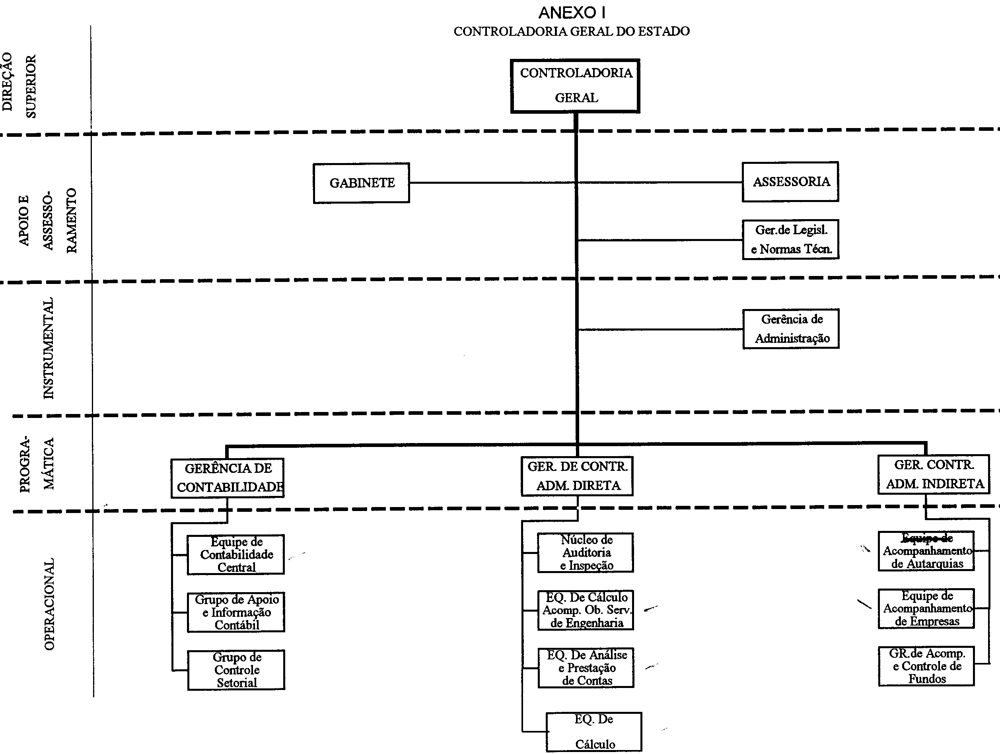 ANEXO I
CONTROLADORIA GERAL DO ESTADO
DIREÇÃO
SUPERIOR
CONTROLADORIA
GERAL
APOIO E
ASSESSO-
RAMENTO
GABINETE
ASSESSORIA
Ger.de Legisl.
e Normas Técn.
INSTRUMENTAL
Gerência de
Administração
PROGRA-
MÁTICA
GERÊNCIA DE
CONTABILIDADE
GER. DE CONTR.
ADM. DIRETA
GER. CONTR.
ADM. INDIRETA
OPERACIONAL
Equipe de
Contabilidade
Central
Grupo de Apoio
e Informação
Contábil
Grupo de
Controle
Setorial
Núcleo de
Auditoria
e Inspeção
EQ. De Cálculo
Acomp. Ob. Serv.
de Engenharia
EQ. De Análise
e Prestação
de Contas
EQ. De
Cálculo
Equipe de
Acompanhamento
de Autarquias
Equipe de
Acompanhamento
de Empresas
GR.de Acomp.
e Controle de
Fundos